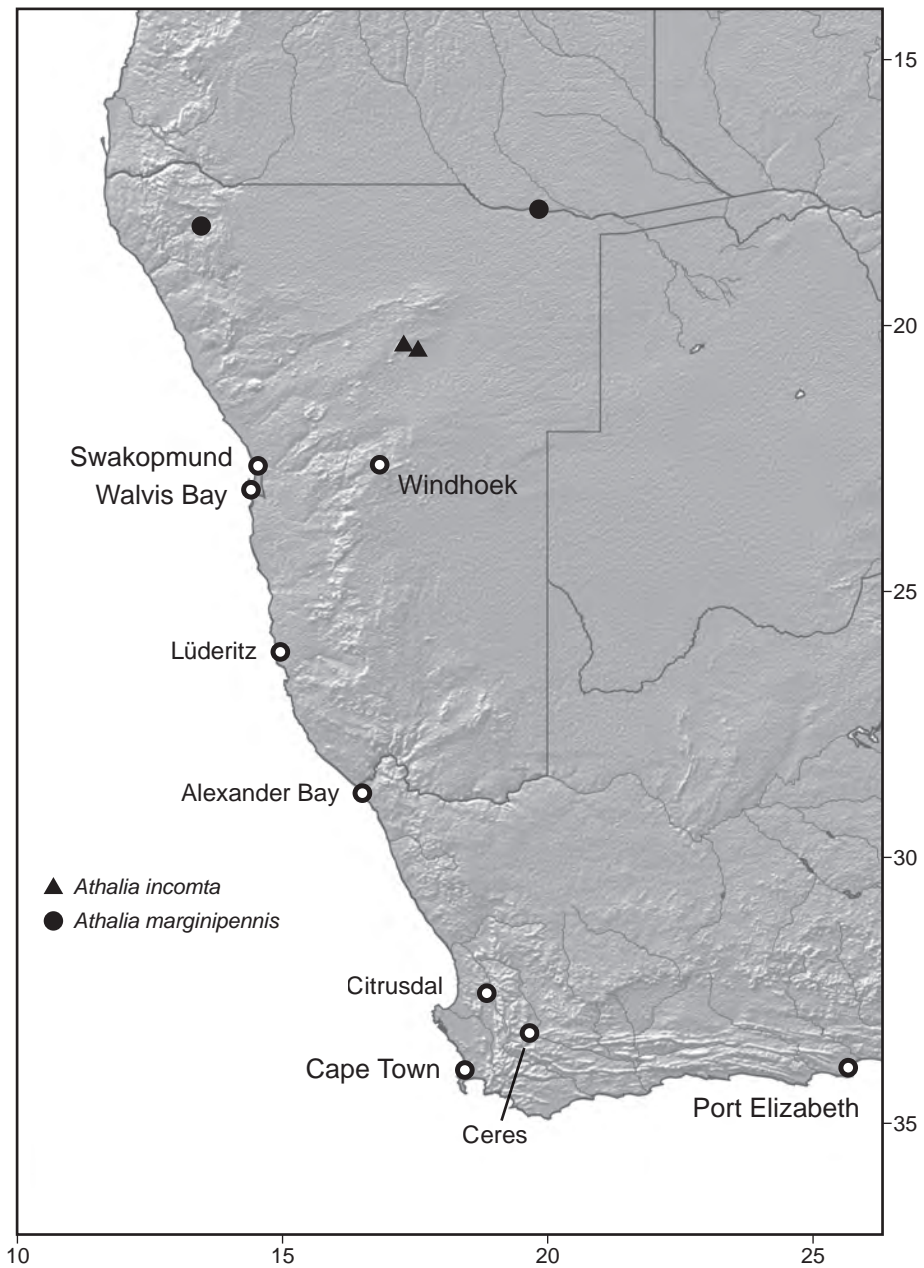 15
20
Swakopmund
Walvis Bay
Windhoek
25
Lüderitz
Alexander Bay
30
Athalia incomta
Athalia marginipennis
Citrusdal
Cape Town
Port Elizabeth
Ceres
35
10 15 20 25